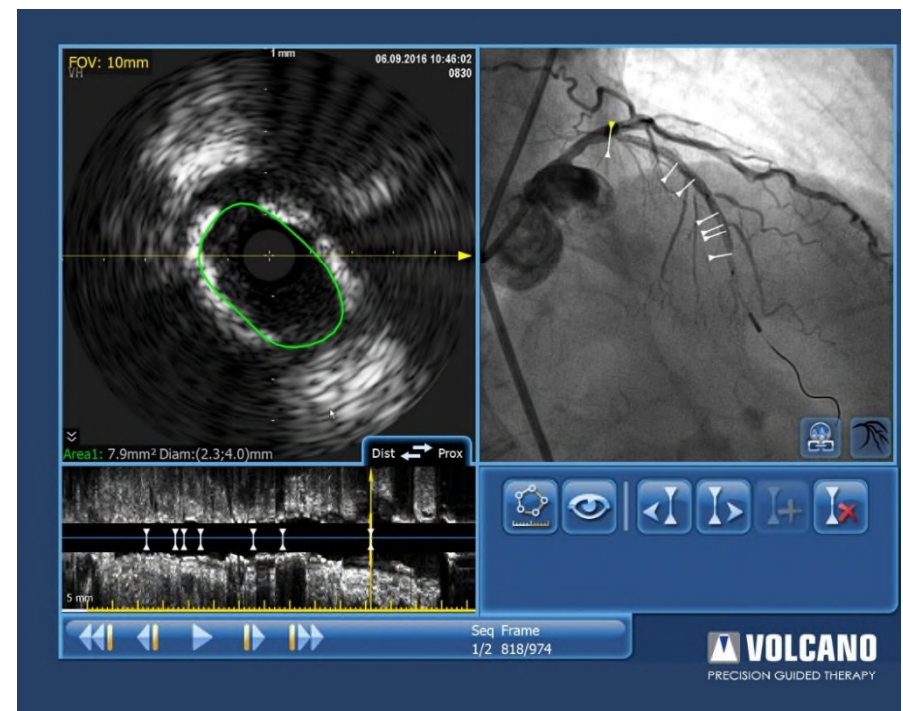 FOV: 10mm
VH
1 mm
06.09.2016 10:46:02
0830
Area1: 7.9mm² Diam:(2.3;4.0)mm
Dist Prox
5 mm
Seq Frame
1/2 818/974
VOLCANO
PRECISION GUIDED THERAPY